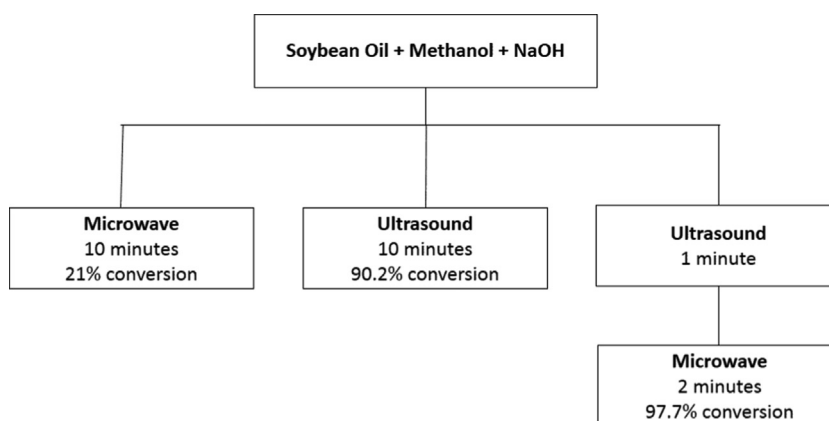 Soybean Oil + Methanol + NaOH
Microwave
10 minutes
21% conversion
Ultrasound
10 minutes
90.2% conversion
Ultrasound
1 minute
Microwave
2 minutes
97.7% conversion